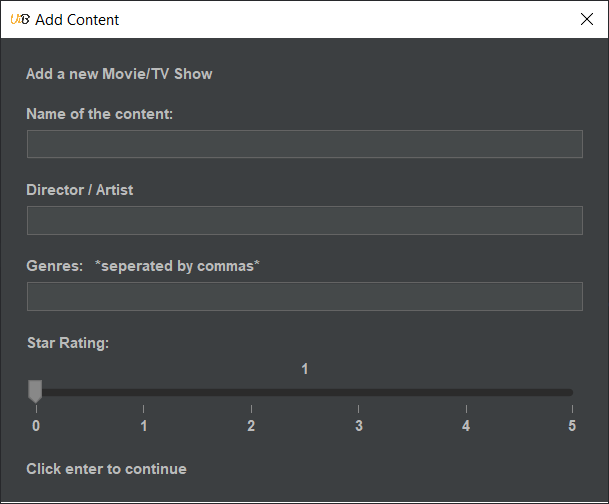 UB Add Content
Add a new Movie/TV Show
Name of the content:
Director / Artist
Genres: *seperated by commas*
Star Rating:
1
0 1 2 3 4 5
Click enter to continue